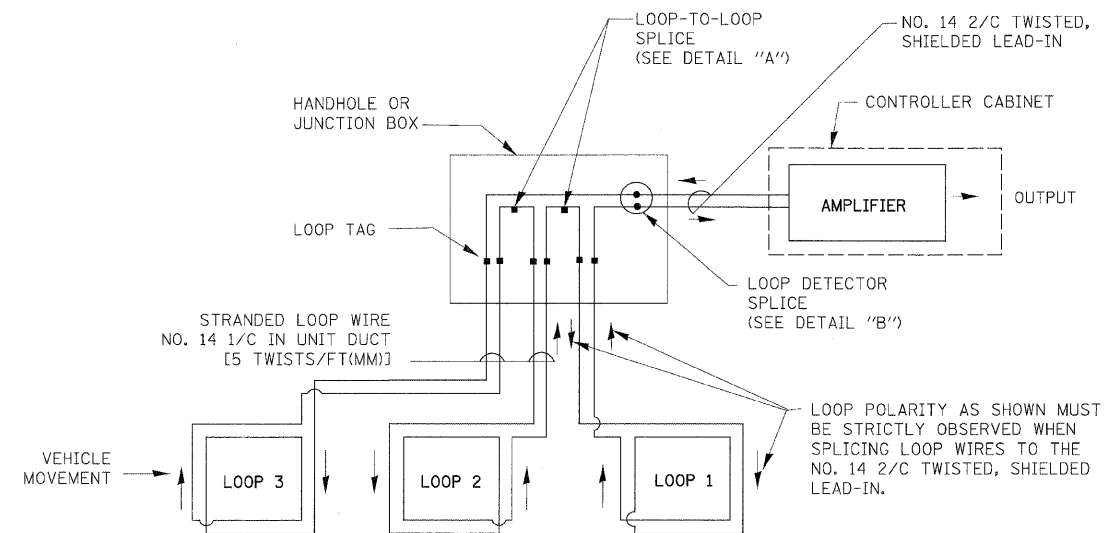 LOOP-TO-LOOP
SPLICE
(SEE DETAIL "A")
NO. 14 2/C TWISTED,
SHIELDED LEAD-IN
HANDHOLE OR
JUNCTION BOX
CONTROLLER CABINET
AMPLIFIER
OUTPUT
LOOP TAG
LOOP DETECTOR
SPLICE
(SEE DETAIL "B")
STRANDED LOOP WIRE
NO. 14 1/C IN UNIT DUCT
[5 TWISTS/FT(MM)]
LOOP POLARITY AS SHOWN MUST
BE STRICTLY OBSERVED WHEN
SPLICING LOOP WIRES TO THE
NO. 14 2/C TWISTED, SHIELDED
LEAD-IN.
VEHICLE
MOVEMENT
LOOP 3
LOOP 2
LOOP 1